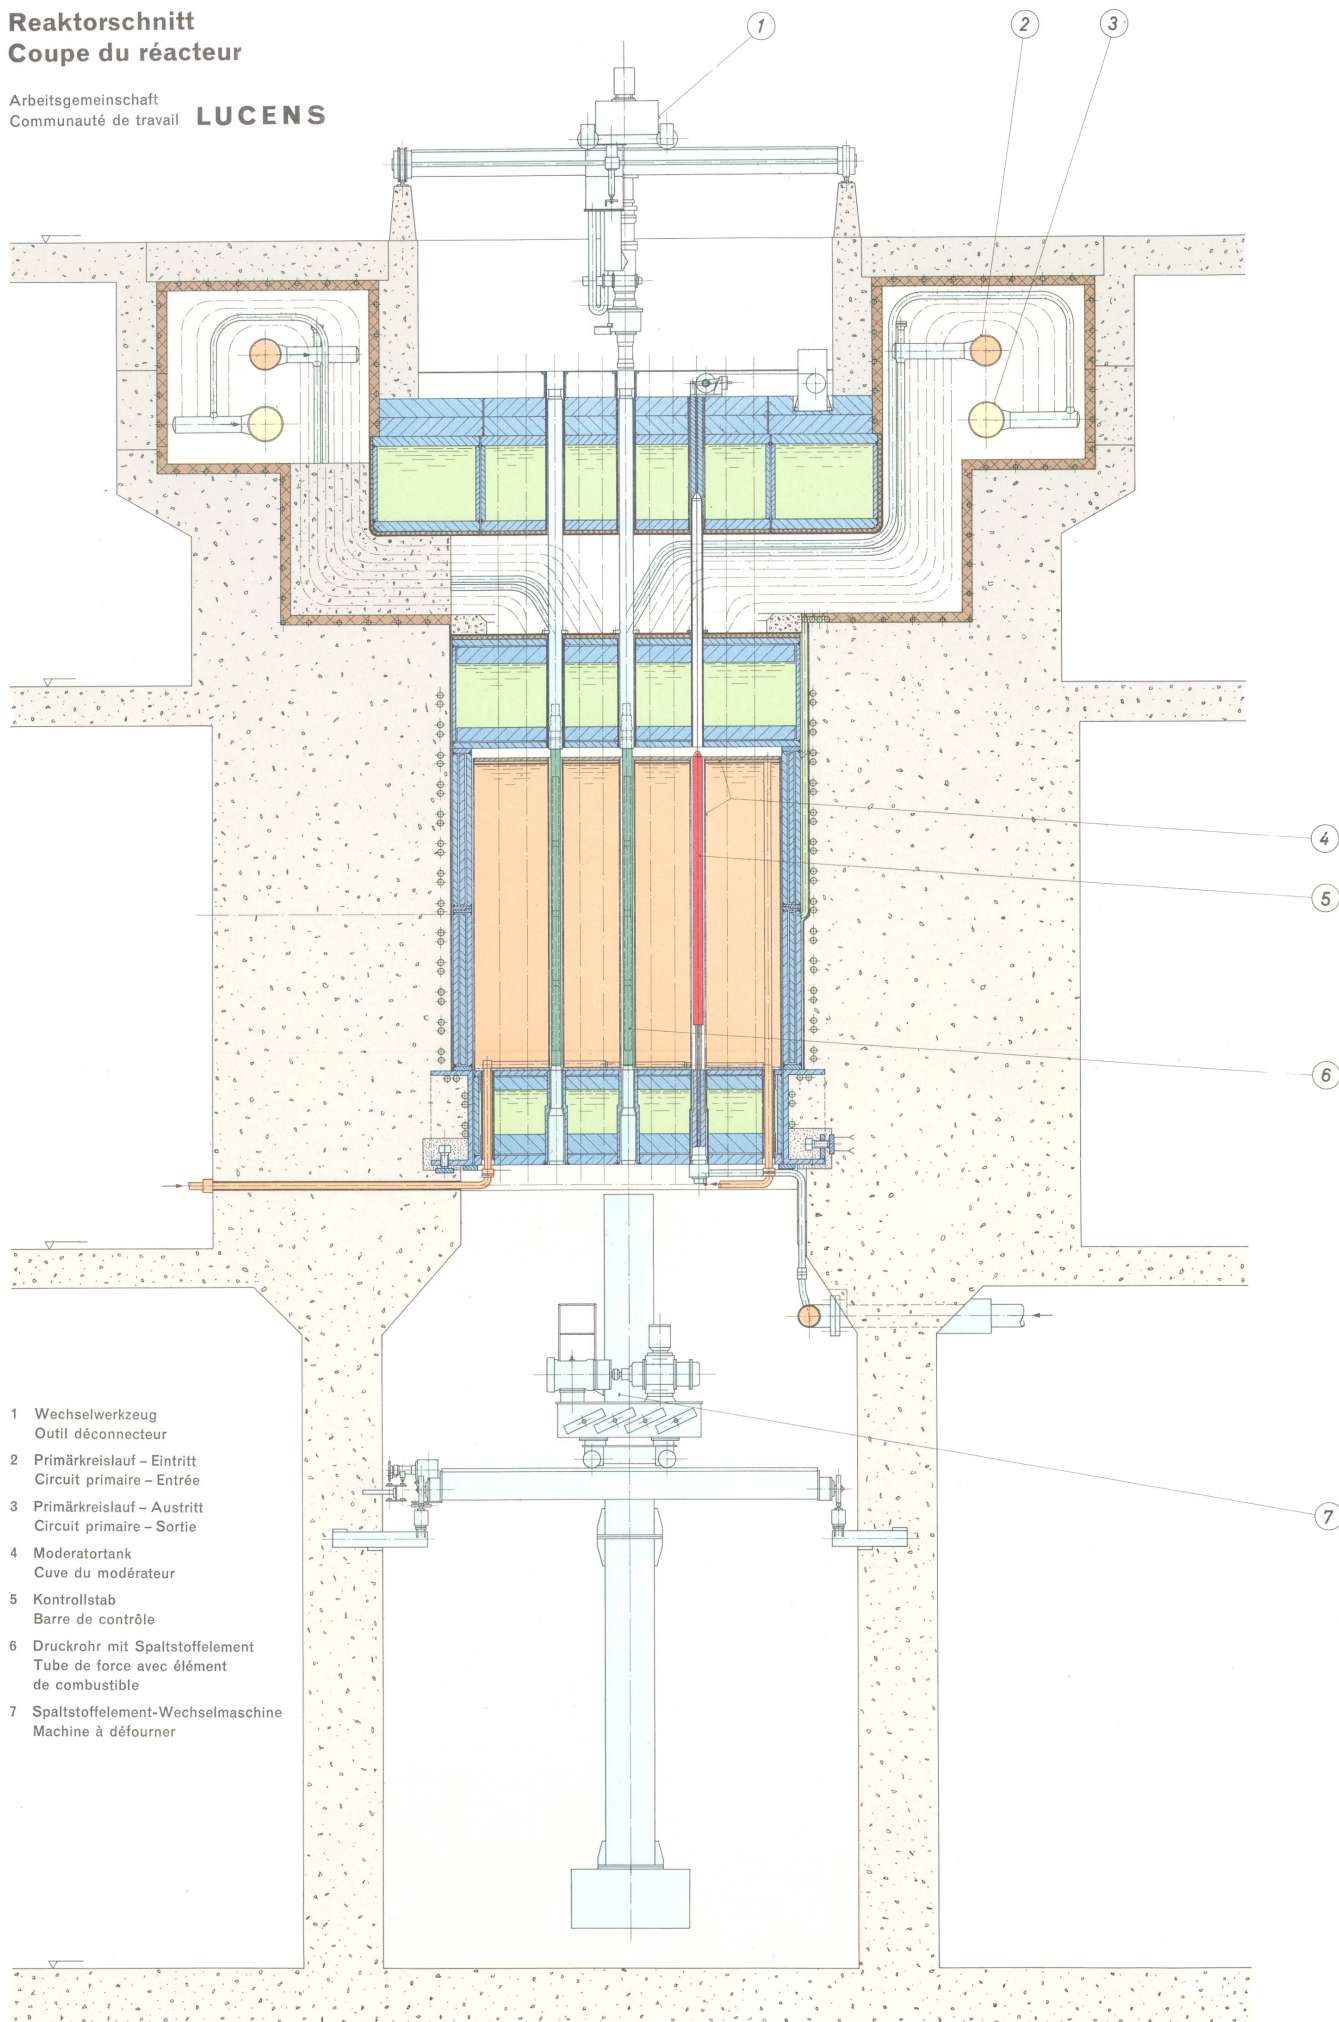 Reaktorschnitt
Coupe du réacteur
Arbeitsgemeinschaft
Communauté de travail LUCENS
1
2
3
4
5
6
7
1 Wechselwerkzeug
Outil déconnecteur
2 Primärkreislauf – Eintritt
Circuit primaire – Entrée
3 Primärkreislauf – Austritt
Circuit primaire – Sortie
4 Moderatortank
Cuve du modérateur
5 Kontrollstab
Barre de contrôle
6 Druckrohr mit Spaltstoffelement
Tube de force avec élément
de combustible
7 Spaltstoffelement-Wechselmaschine
Machine à défourner